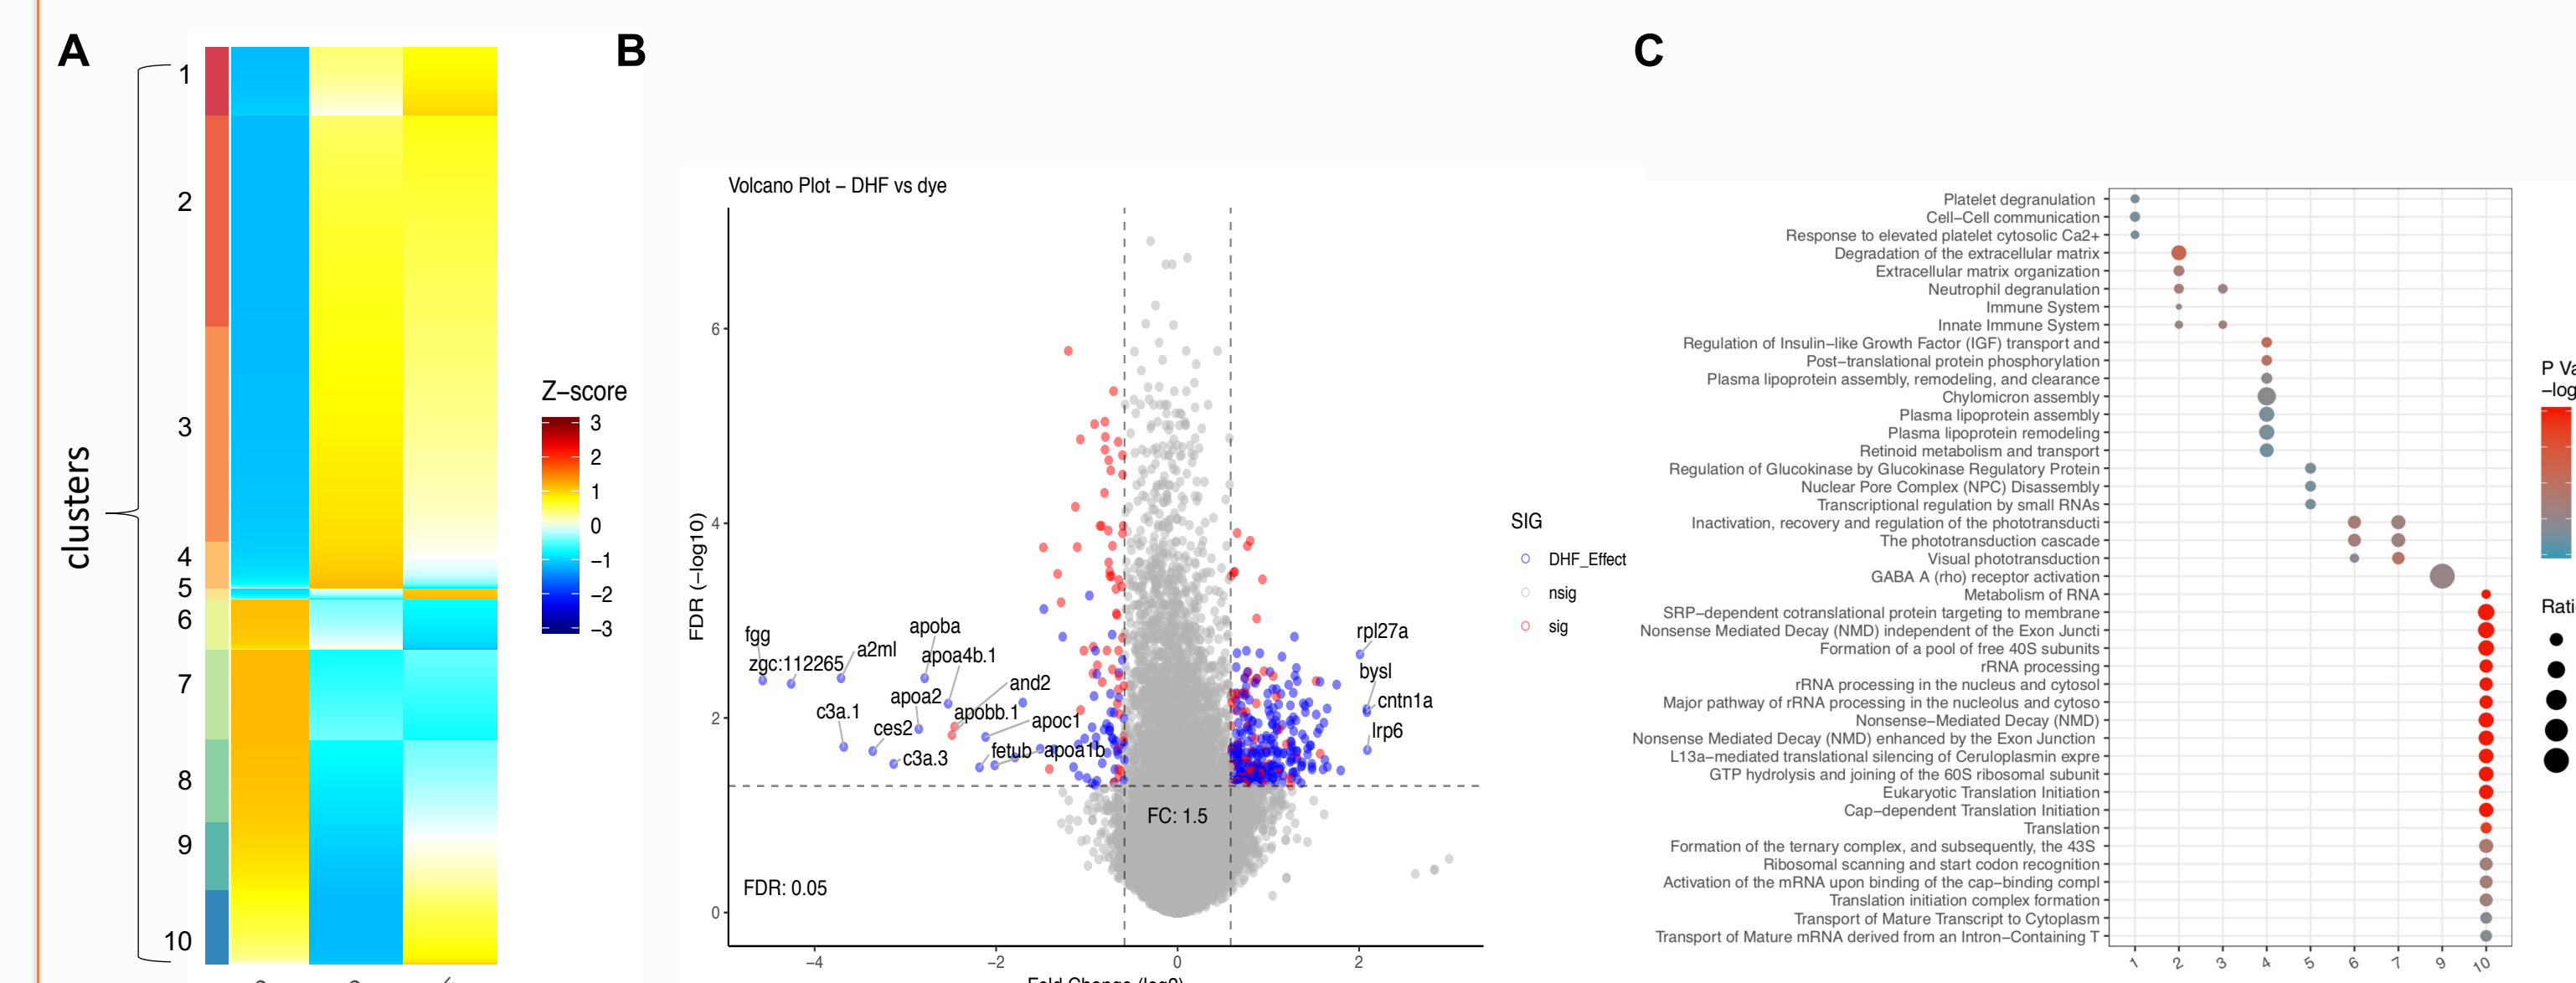 A
B
C
clusters
1
2
3
4
5
6
7
8
9
10
Z−score
3
2
1
0
−1
−2
−3
Volcano Plot − DHF vs dye
FDR (−log10)
6
4
2
0
−4
−2
0
2
Fold Change (log2)
fgg
zgc:112265
a2ml
apoba
apoa4b.1
and2
apoa2
apobb.1
c3a.1
ces2
apoc1
c3a.3
fetub
apoa1b
rpl27a
bysl
cntn1a
lrp6
FC: 1.5
FDR: 0.05
SIG
DHF_Effect
nsig
sig
Platelet degranulation
Cell−Cell communication
Response to elevated platelet cytosolic Ca2+
Degradation of the extracellular matrix
Extracellular matrix organization
Neutrophil degranulation
Immune System
Innate Immune System
Regulation of Insulin−like Growth Factor (IGF) transport and
Post−translational protein phosphorylation
Plasma lipoprotein assembly, remodeling, and clearance
Chylomicron assembly
Plasma lipoprotein assembly
Plasma lipoprotein remodeling
Retinoid metabolism and transport
Regulation of Glucokinase by Glucokinase Regulatory Protein
Nuclear Pore Complex (NPC) Disassembly
Transcriptional regulation by small RNAs
Inactivation, recovery and regulation of the phototransducti
The phototransduction cascade
Visual phototransduction
GABA A (rho) receptor activation
Metabolism of RNA
SRP−dependent cotranslational protein targeting to membrane
Nonsense Mediated Decay (NMD) independent of the Exon Juncti
Formation of a pool of free 40S subunits
rRNA processing
rRNA processing in the nucleus and cytosol
Major pathway of rRNA processing in the nucleolus and cytoso
Nonsense−Mediated Decay (NMD)
Nonsense Mediated Decay (NMD) enhanced by the Exon Junction
L13a−mediated translational silencing of Ceruloplasmin expre
GTP hydrolysis and joining of the 60S ribosomal subunit
Eukaryotic Translation Initiation
Cap−dependent Translation Initiation
Translation
Formation of the ternary complex, and subsequently, the 43S
Ribosomal scanning and start codon recognition
Activation of the mRNA upon binding of the cap−binding compl
Translation initiation complex formation
Transport of Mature Transcript to Cytoplasm
Transport of Mature mRNA derived from an Intron−Containing T
1
2
3
4
5
6
7
9
10
P Va
−log
Ratio